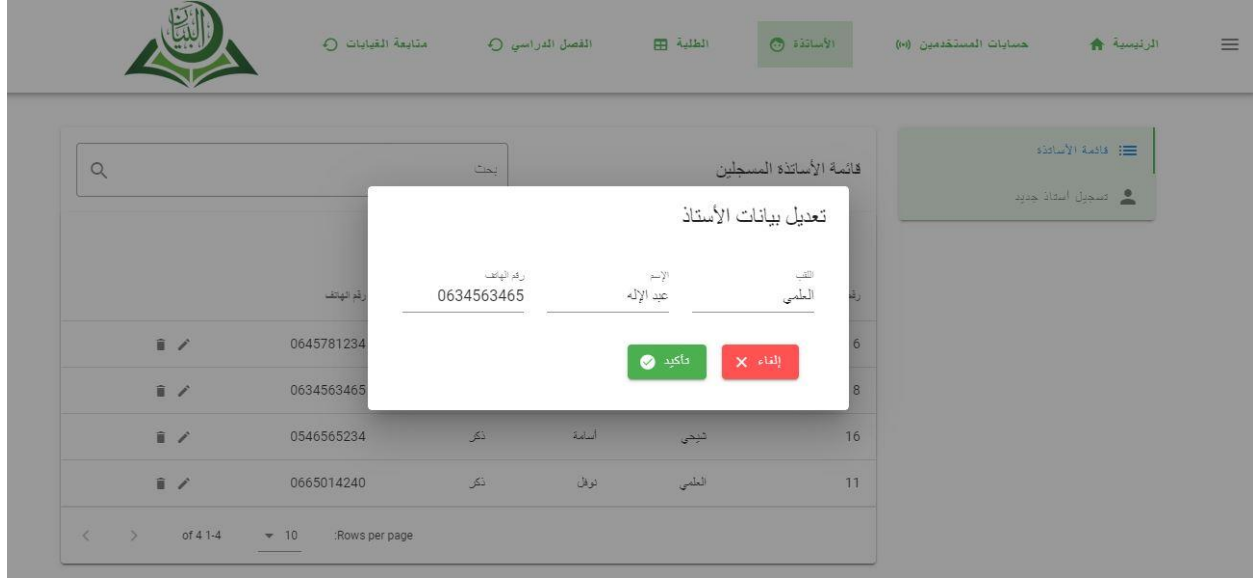 الرئيسية
حسابات المستخدمين
الأساتذة
الطلبة
الفصل الدراسي
متابعة الغيابات
البيان
قائمة الأساتذة
تسجيل أستاذ جديد
قائمة الأساتذة المسجلين
بحث
تعديل بيانات الأستاذ
اللقب الإسم رقم الهاتف
العلمي عبد الإله 0634563465
إلغاء تأكيد
رقم الهاتف
6 0645781234
8 0634563465
16 شيحي أسامة ذكر 0546565234
11 العلمي نوفل ذكر 0665014240
Rows per page: 10 1-4 of 4